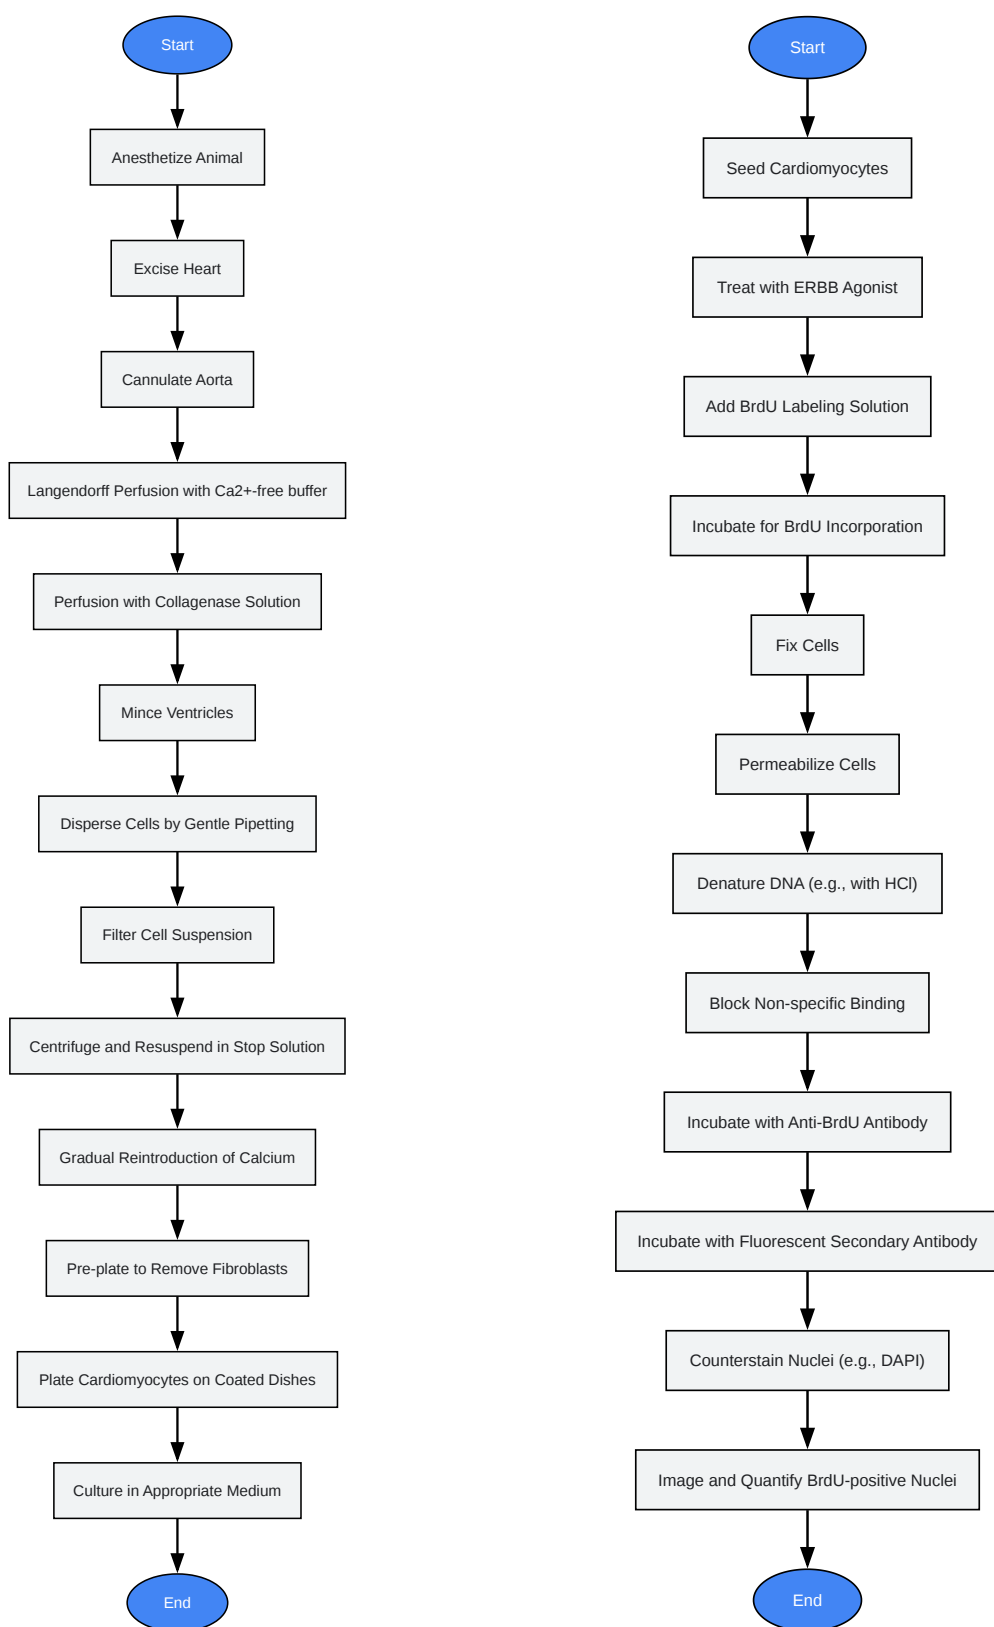 Start
Anesthetize Animal
Excise Heart
Cannulate Aorta
Langendorff Perfusion with Ca2+-free buffer
Perfusion with Collagenase Solution
Mince Ventricles
Disperse Cells by Gentle Pipetting
Filter Cell Suspension
Centrifuge and Resuspend in Stop Solution
Gradual Reintroduction of Calcium
Pre-plate to Remove Fibroblasts
Plate Cardiomyocytes on Coated Dishes
Culture in Appropriate Medium
End
Start
Seed Cardiomyocytes
Treat with ERBB Agonist
Add BrdU Labeling Solution
Incubate for BrdU Incorporation
Fix Cells
Permeabilize Cells
Denature DNA (e.g., with HCl)
Block Non-specific Binding
Incubate with Anti-BrdU Antibody
Incubate with Fluorescent Secondary Antibody
Counterstain Nuclei (e.g., DAPI)
Image and Quantify BrdU-positive Nuclei
End